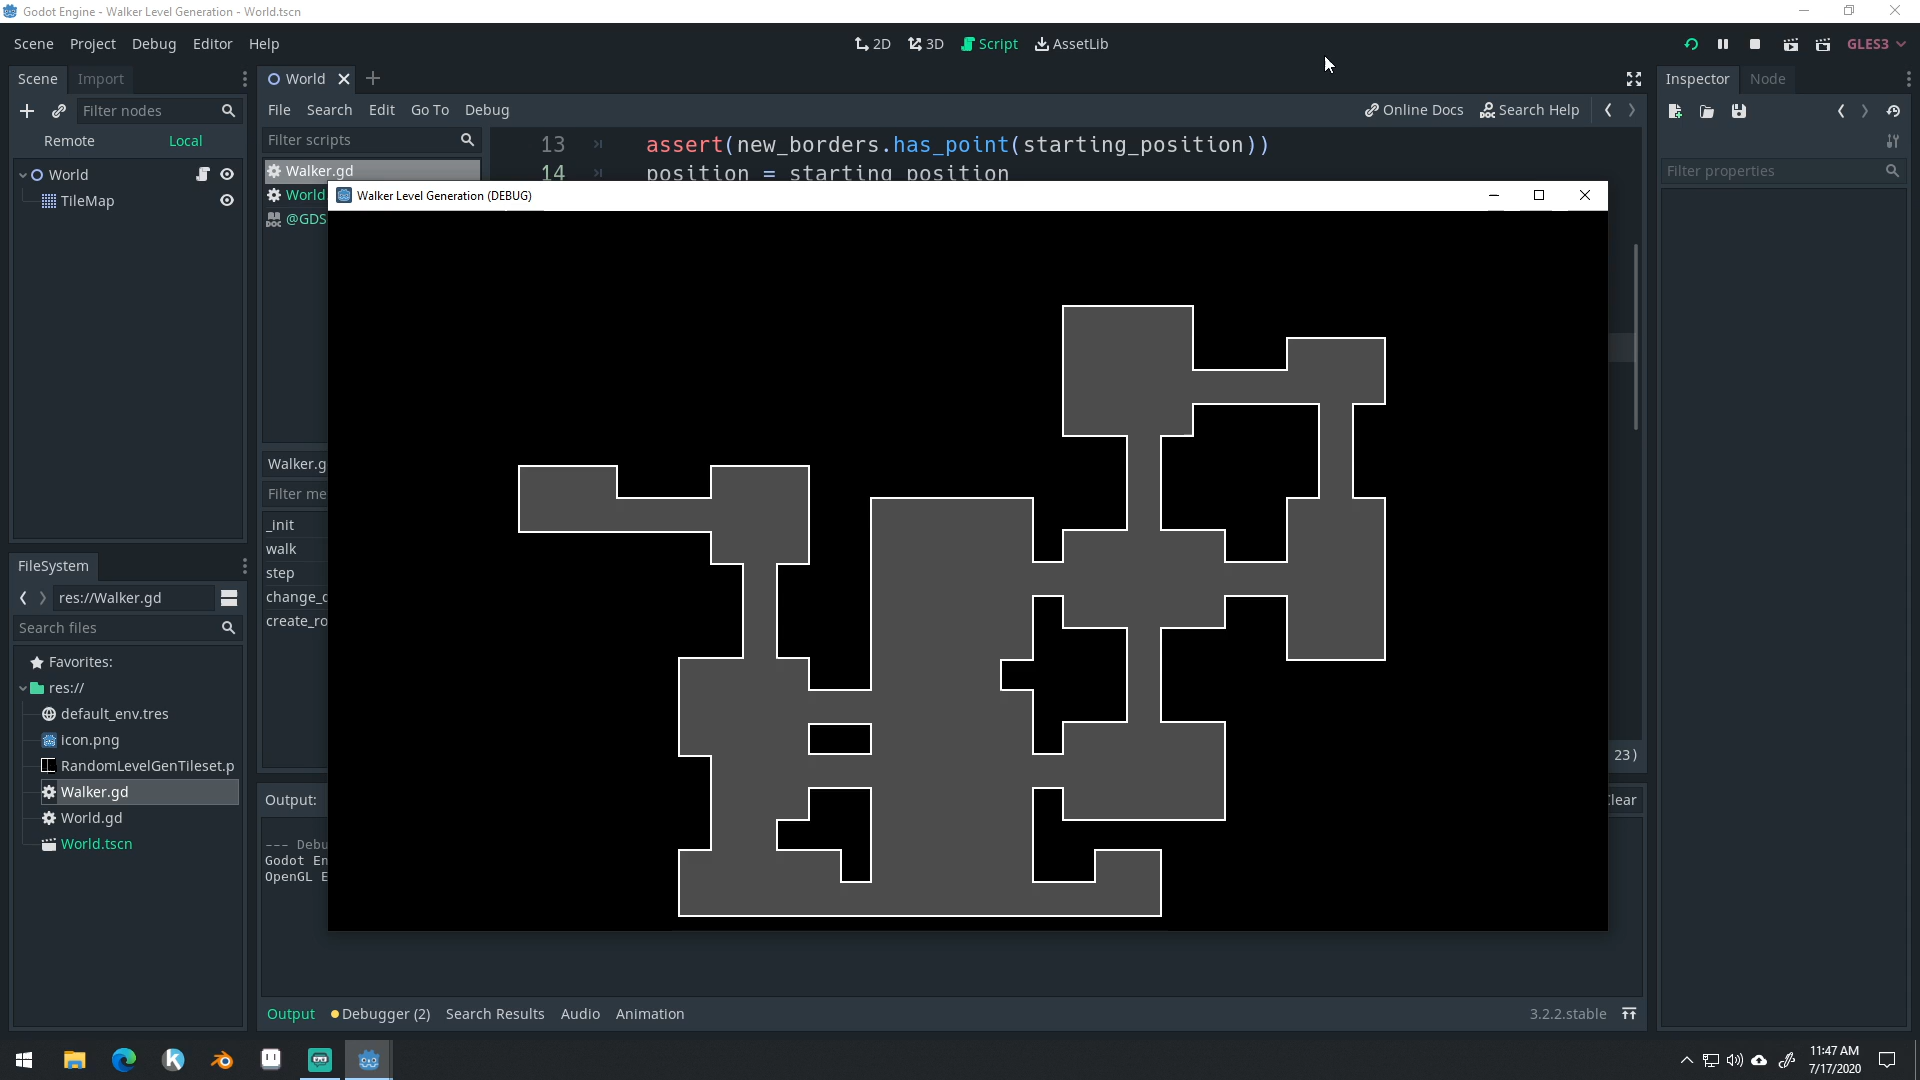 Godot Engine - Walker Level Generation - World.tscn
Scene Project Debug Editor Help
2D 3D Script AssetLib
GLES3
Scene Import
World
Inspector Node
Filter nodes
File Search Edit Go To Debug
Online Docs Search Help
Remote Local
Filter scripts
13 assert(new_borders.has_point(starting_position))
14 position = starting_position
Filter properties
World
TileMap
Walker.gd
World
@GDS
Walker Level Generation (DEBUG)
Walker.g
Filter me
_init
walk
step
change_d
create_ro
FileSystem
res://Walker.gd
Search files
Favorites:
res://
default_env.tres
icon.png
RandomLevelGenTileset.p
Walker.gd
World.gd
World.tscn
23)
Output:
Clear
--- Debu
Godot En
OpenGL E
Output Debugger (2) Search Results Audio Animation
3.2.2.stable
11:47 AM
7/17/2020